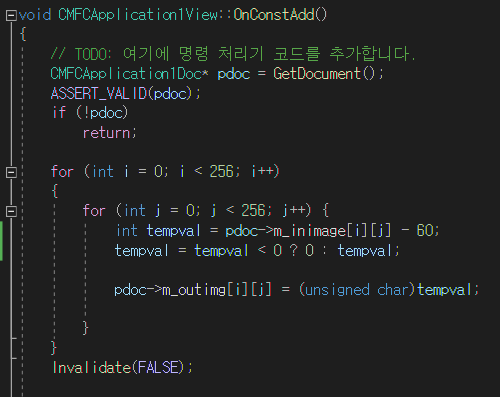 void CMFCApplication1View::OnConstAdd()
{
// TODO: 여기에 명령 처리기 코드를 추가합니다.
CMFCApplication1Doc* pdoc = GetDocument();
ASSERT_VALID(pdoc);
if (!pdoc)
return;
for (int i = 0; i < 256; i++)
{
for (int j = 0; j < 256; j++) {
int tempval = pdoc->m_inimage[i][j] - 60;
tempval = tempval < 0 ? 0 : tempval;
pdoc->m_outimg[i][j] = (unsigned char)tempval;
}
}
Invalidate(FALSE);